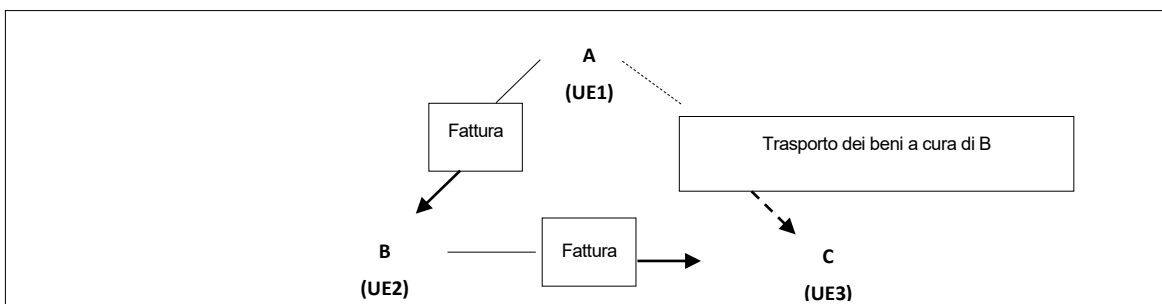 A
(UE1)
Fattura
Trasporto dei beni a cura di B
B
(UE2)
Fattura
C
(UE3)